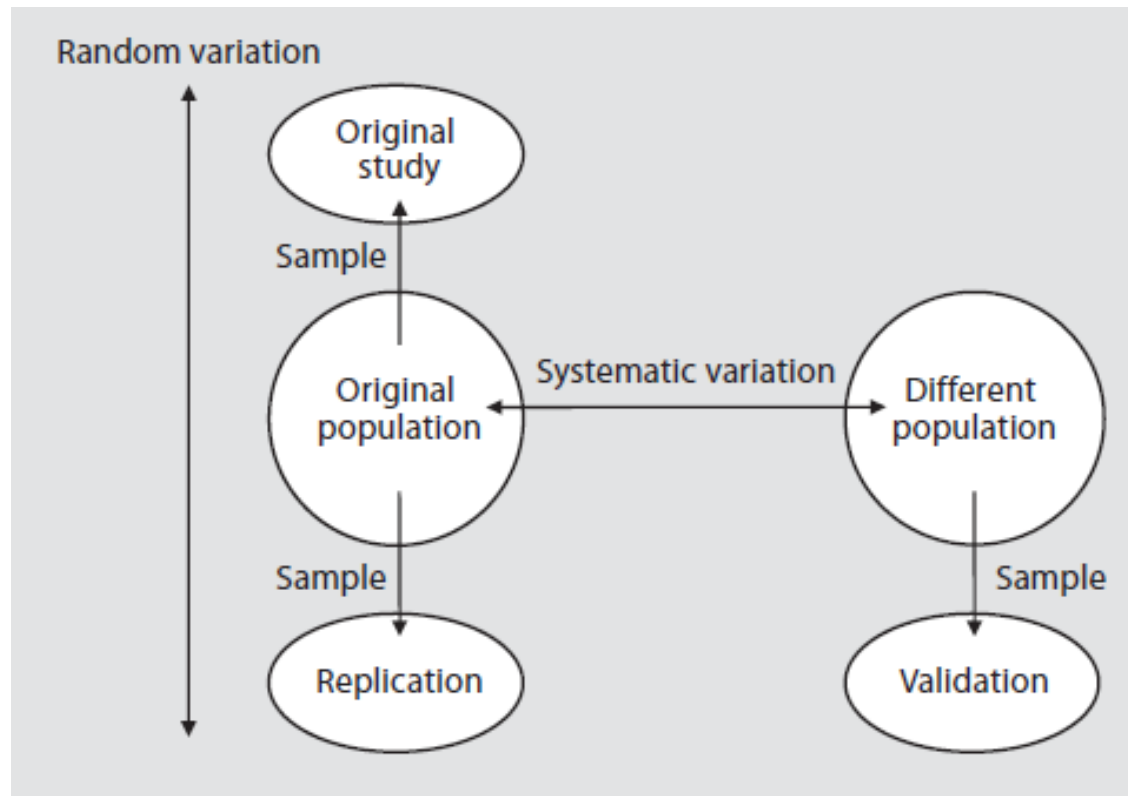 Random variation
Original
study
Sample
Original
population
Systematic variation
Different
population
Sample
Sample
Replication
Validation